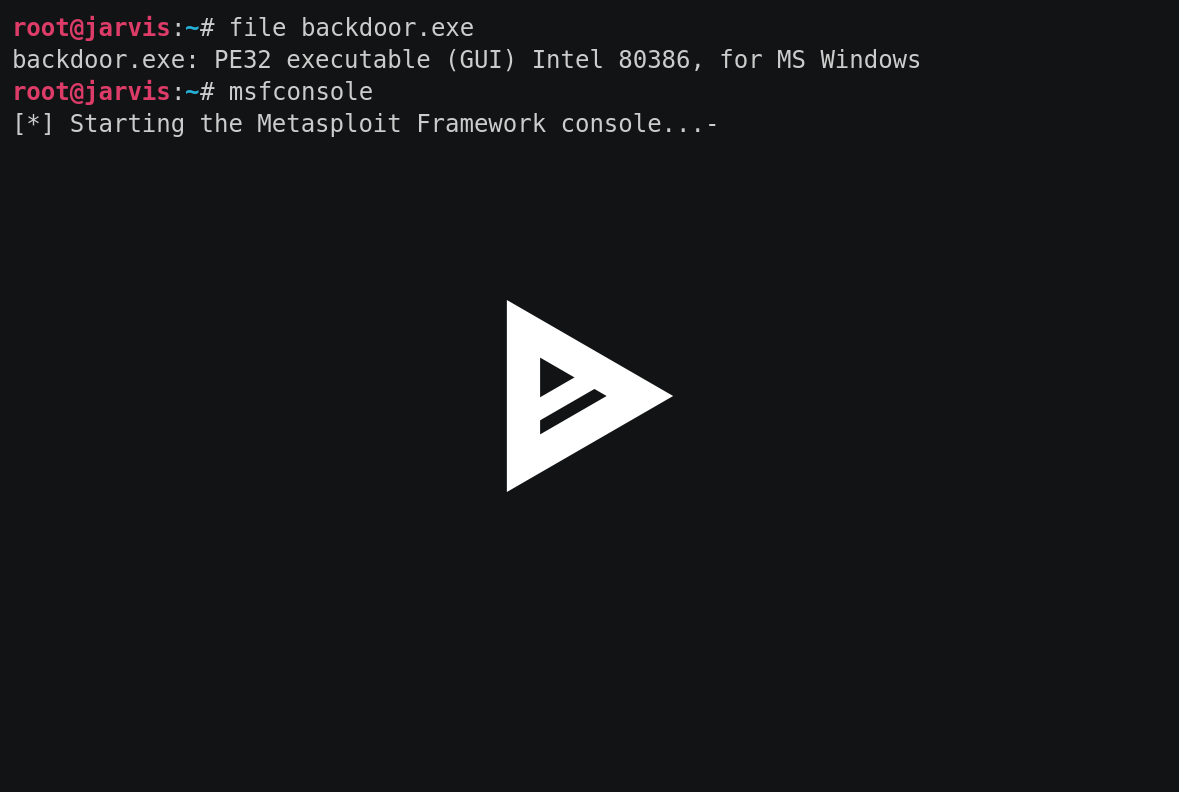 root@jarvis:~# file backdoor.exe
backdoor.exe: PE32 executable (GUI) Intel 80386, for MS Windows
root@jarvis:~# msfconsole
[*] Starting the Metasploit Framework console...-